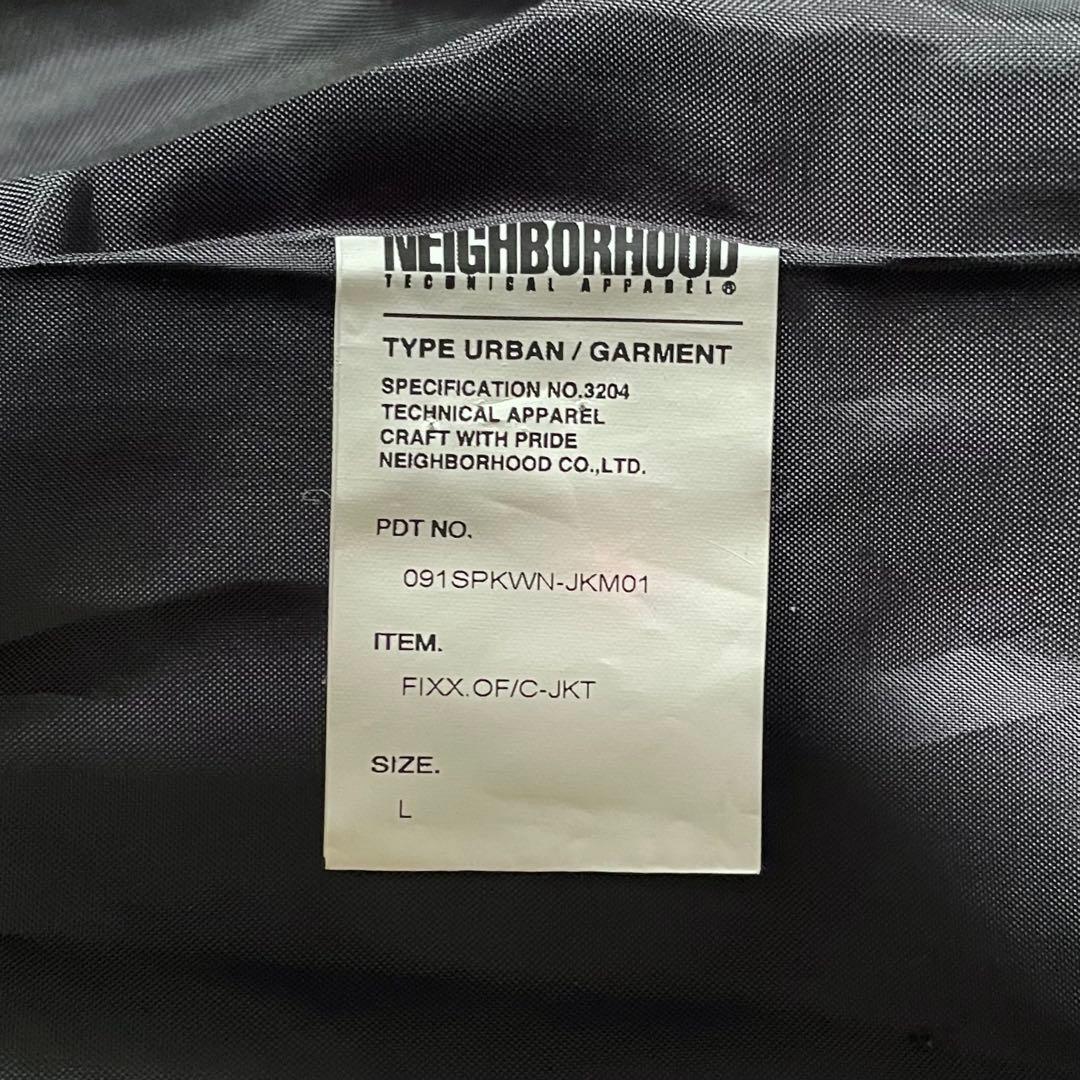 NEIGHBORHOOD
TECHNICAL APPAREL®
TYPE URBAN / GARMENT
SPECIFICATION NO.3204
TECHNICAL APPAREL
CRAFT WITH PRIDE
NEIGHBORHOOD CO.,LTD.
PDT NO.
091SPKWN-JKM01
ITEM.
FIXX.OF/C-JKT
SIZE.
L